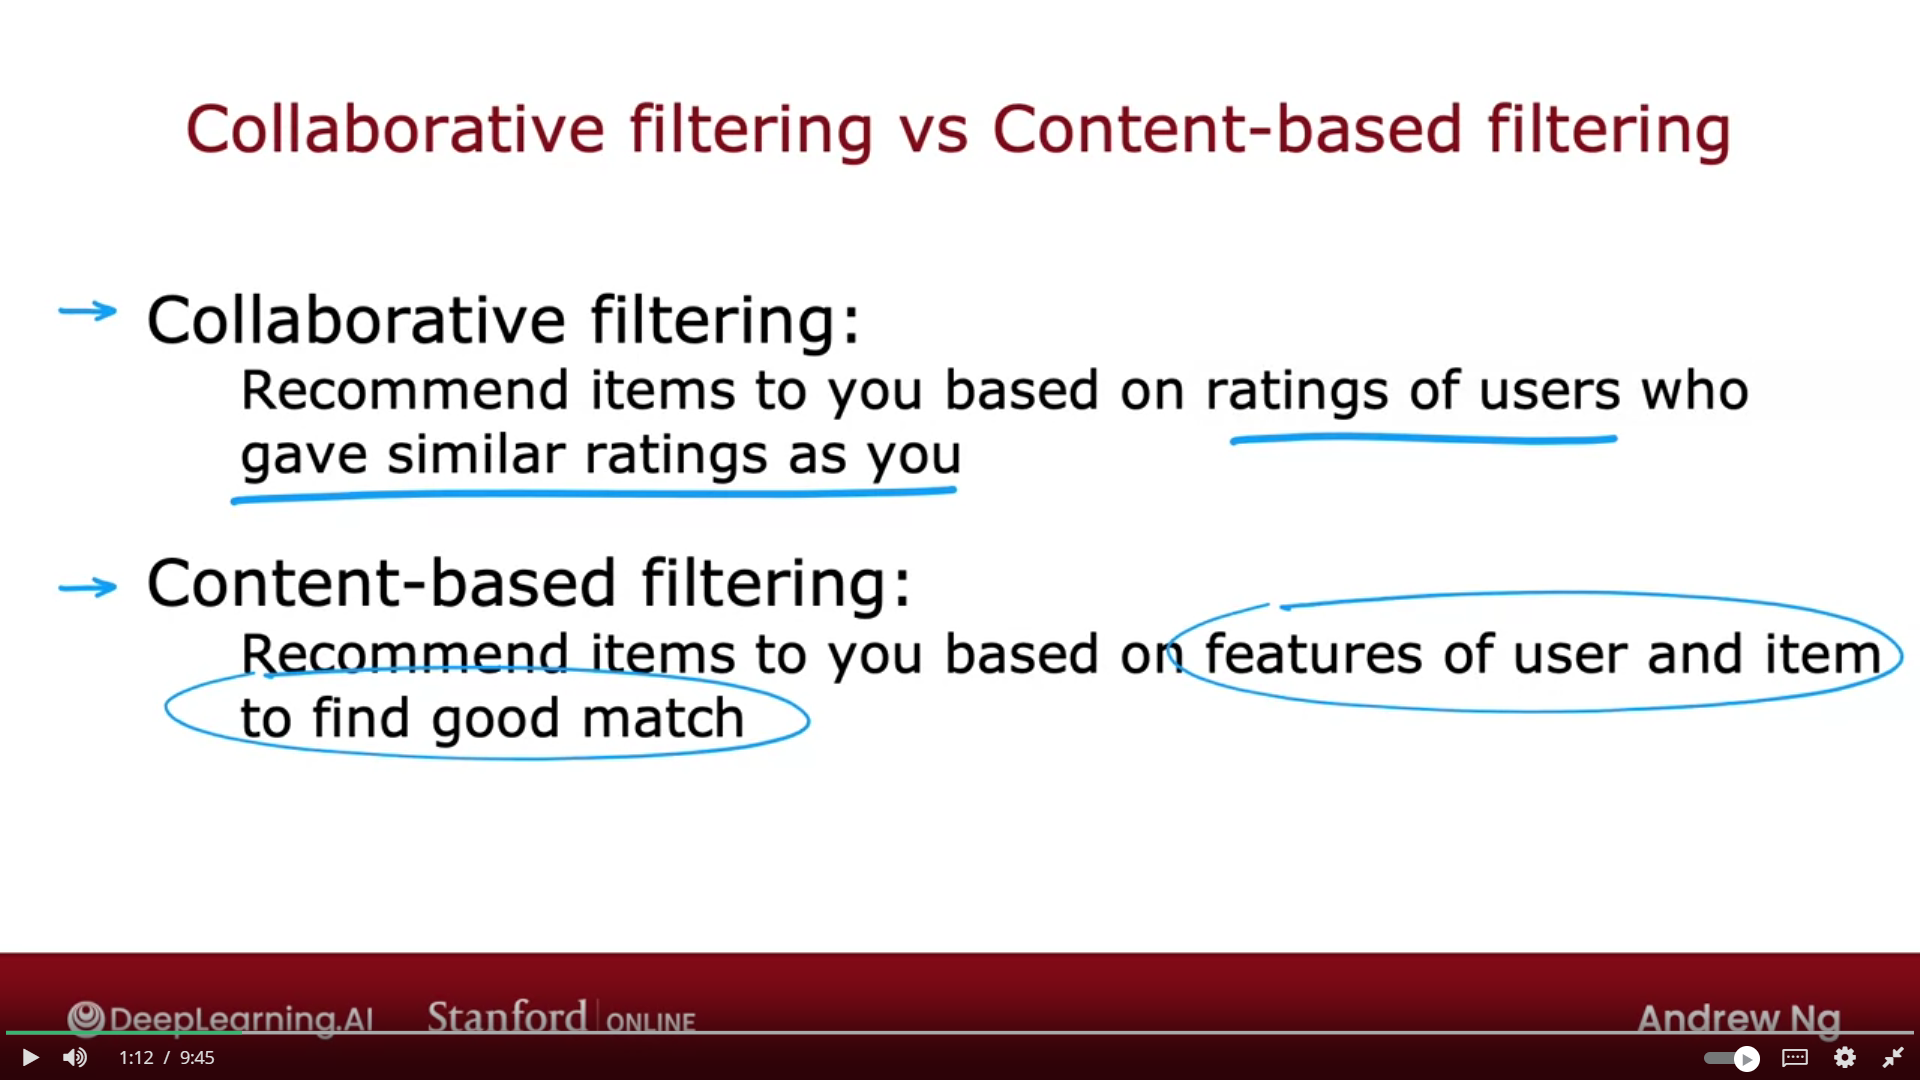 Collaborative filtering vs Content-based filtering
Collaborative filtering:
Recommend items to you based on ratings of users who
gave similar ratings as you
Content-based filtering:
Recommend items to you based on features of user and item
to find good match
DeepLearning.AI Stanford ONLINE Andrew Ng
1:12 / 9:45